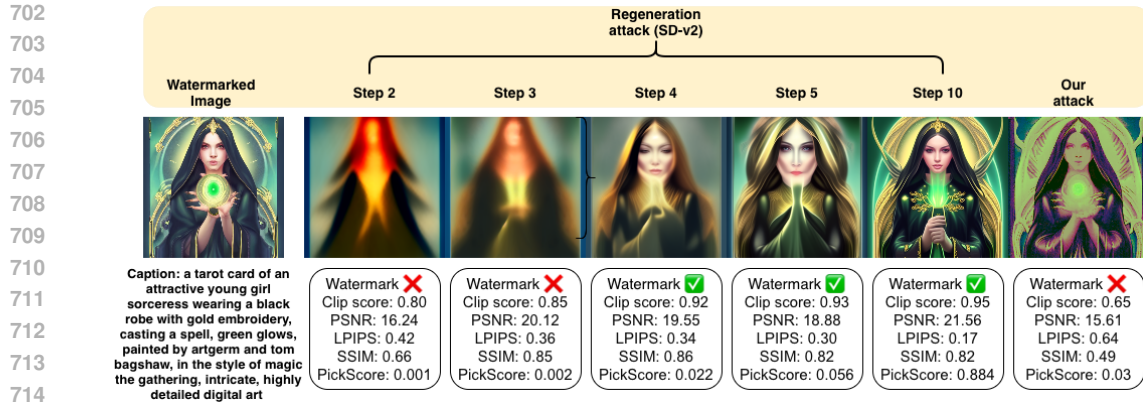 702
703
704
705
706
707
708
709
710
711
712
713
714
Regeneration
attack (SD-v2)
Watermarked
Image
Step 2
Step 3
Step 4
Step 5
Step 10
Our
attack
Caption: a tarot card of an
attractive young girl
sorceress wearing a black
robe with gold embroidery,
casting a spell, green glows,
painted by artgerm and tom
bagshaw, in the style of magic
the gathering, intricate, highly
detailed digital art
Watermark ❌
Clip score: 0.80
PSNR: 16.24
LPIPS: 0.42
SSIM: 0.66
PickScore: 0.001
Watermark ❌
Clip score: 0.85
PSNR: 20.12
LPIPS: 0.36
SSIM: 0.85
PickScore: 0.002
Watermark ✅
Clip score: 0.92
PSNR: 19.55
LPIPS: 0.34
SSIM: 0.86
PickScore: 0.022
Watermark ✅
Clip score: 0.93
PSNR: 18.88
LPIPS: 0.30
SSIM: 0.82
PickScore: 0.056
Watermark ✅
Clip score: 0.95
PSNR: 21.56
LPIPS: 0.17
SSIM: 0.82
PickScore: 0.884
Watermark ❌
Clip score: 0.65
PSNR: 15.61
LPIPS: 0.64
SSIM: 0.49
PickScore: 0.03